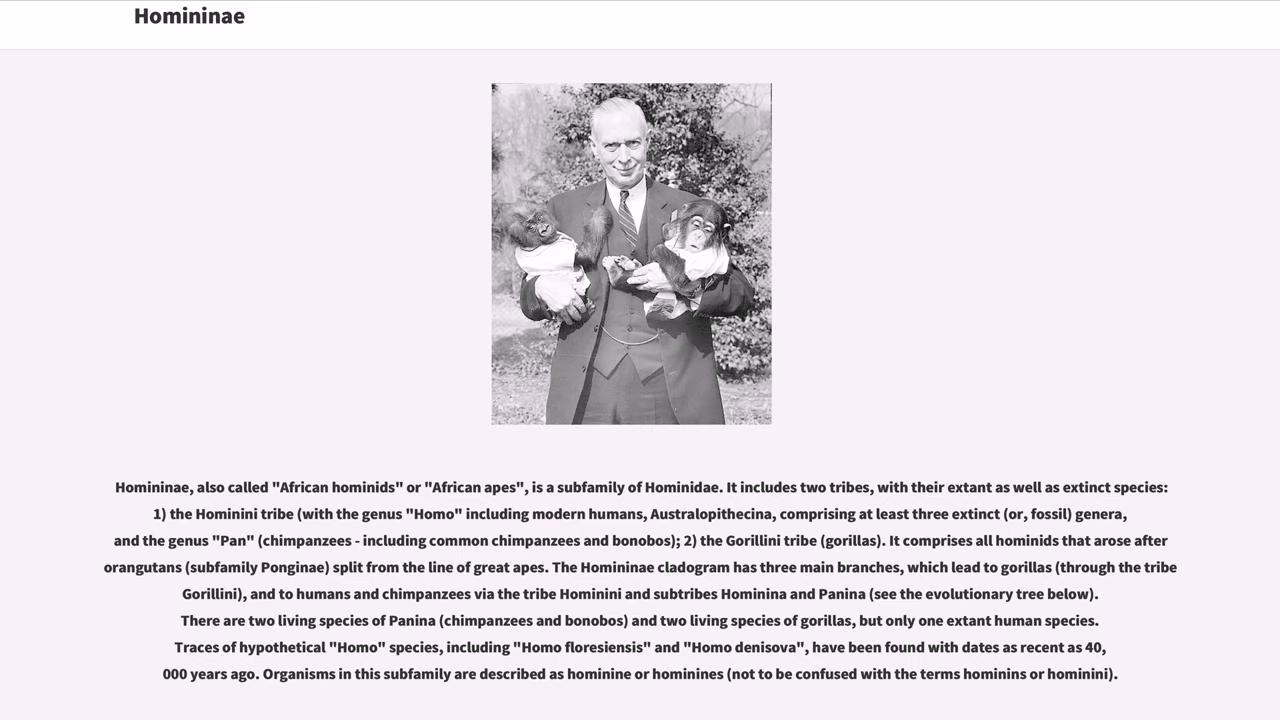 Homininae
Homininae, also called "African hominids" or "African apes", is a subfamily of Hominidae. It includes two tribes, with their extant as well as extinct species:
1) the Hominini tribe (with the genus "Homo" including modern humans, Australopithecina, comprising at least three extinct (or, fossil) genera,
and the genus "Pan" (chimpanzees - including common chimpanzees and bonobos); 2) the Gorillini tribe (gorillas). It comprises all hominids that arose after
orangutans (subfamily Ponginae) split from the line of great apes. The Homininae cladogram has three main branches, which lead to gorillas (through the tribe
Gorillini), and to humans and chimpanzees via the tribe Hominini and subtribes Hominina and Panina (see the evolutionary tree below).
There are two living species of Panina (chimpanzees and bonobos) and two living species of gorillas, but only one extant human species.
Traces of hypothetical "Homo" species, including "Homo floresiensis" and "Homo denisova", have been found with dates as recent as 40,
000 years ago. Organisms in this subfamily are described as hominine or hominines (not to be confused with the terms hominins or hominini).